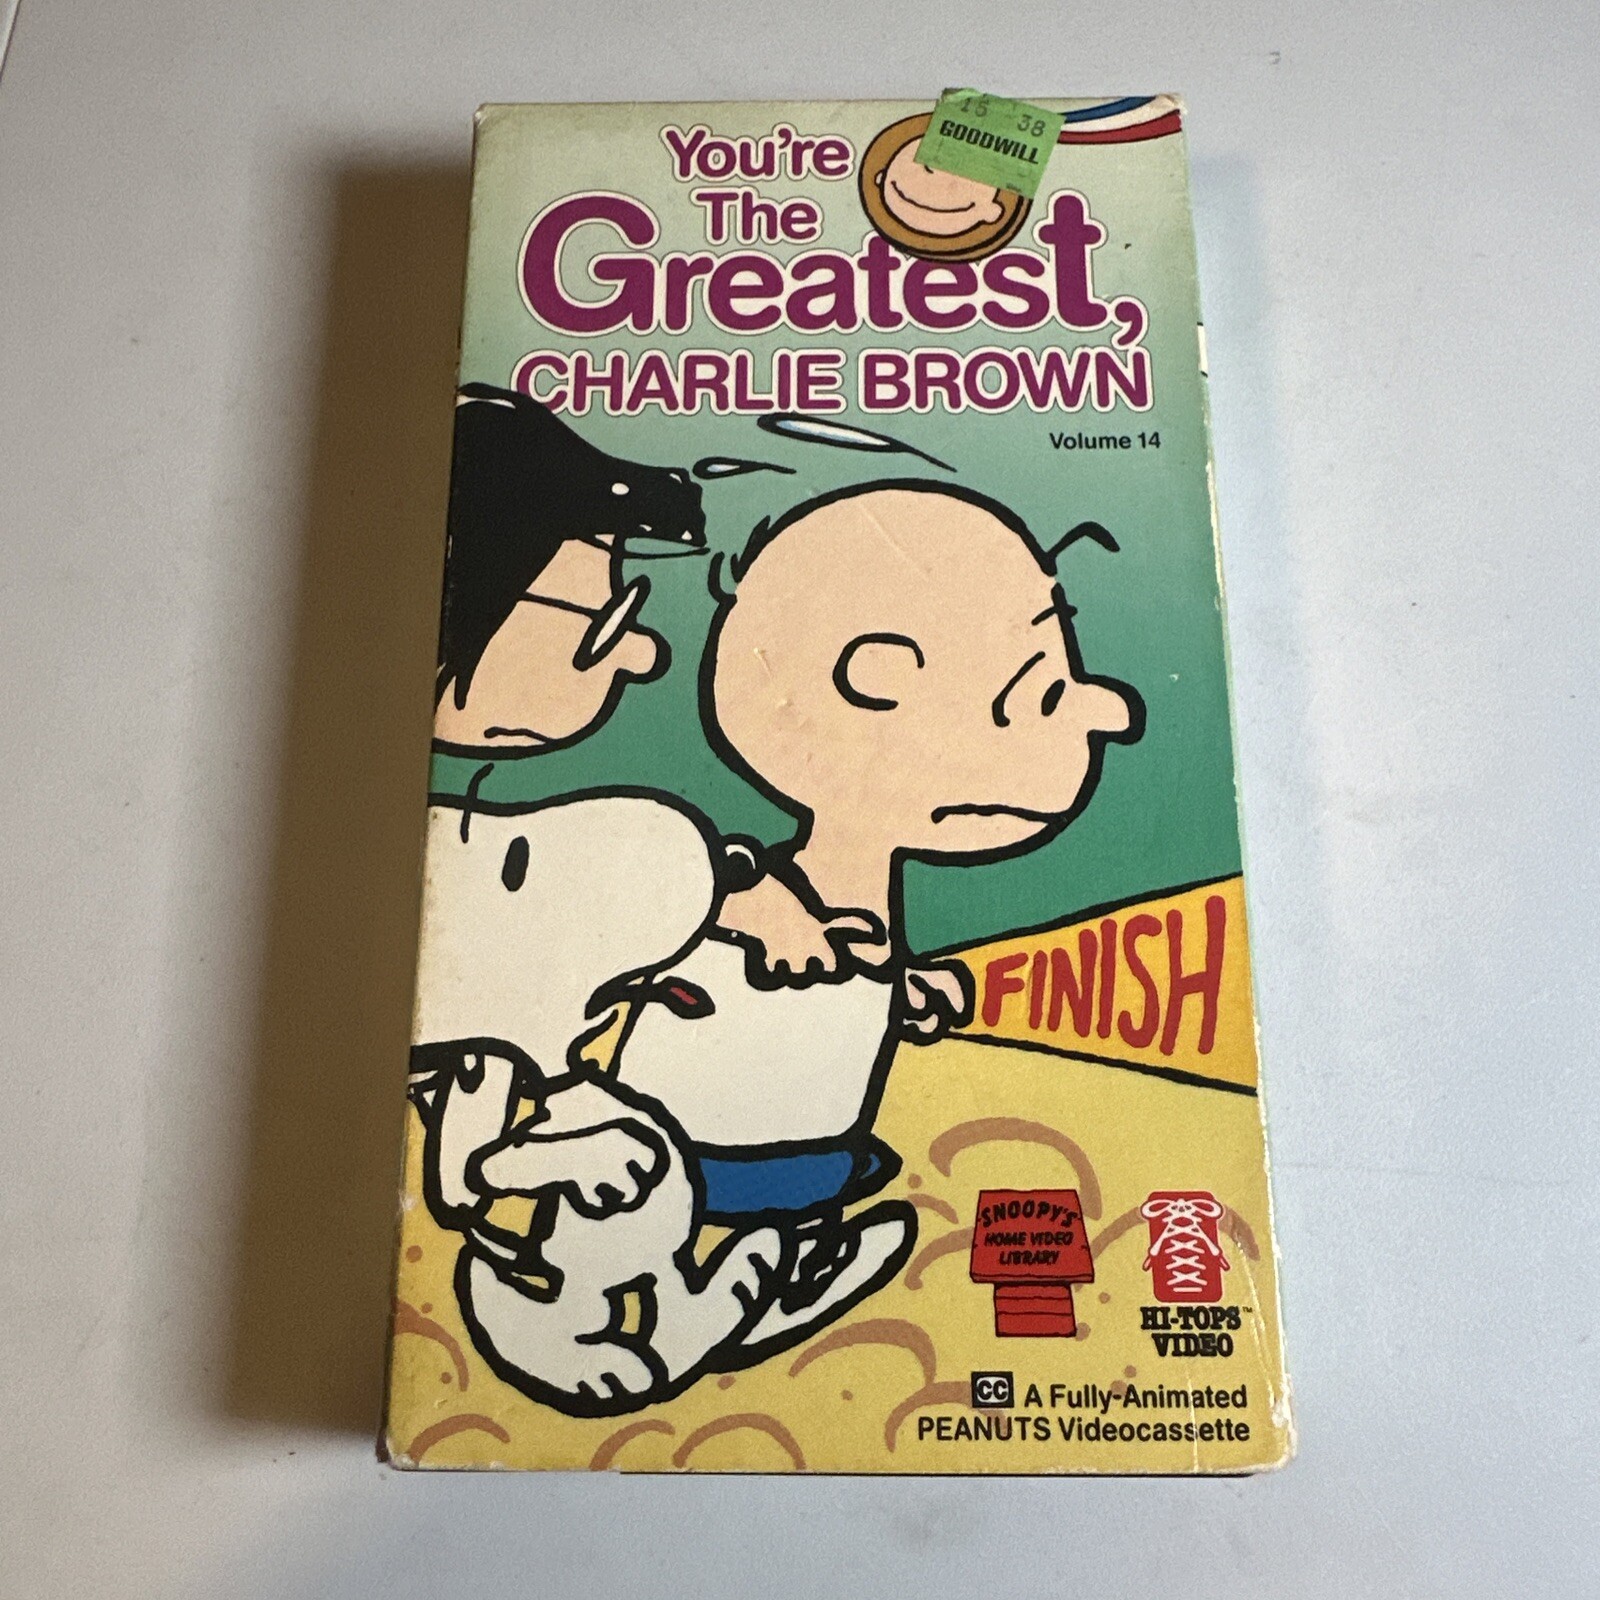 15 38
GOODWILL
You're
The
Greatest,
CHARLIE BROWN
Volume 14
FINISH
SNOOPY'S
HOME VIDEO
LIBRARY
HI-TOPS™
VIDEO
CC A Fully-Animated
PEANUTS Videocassette